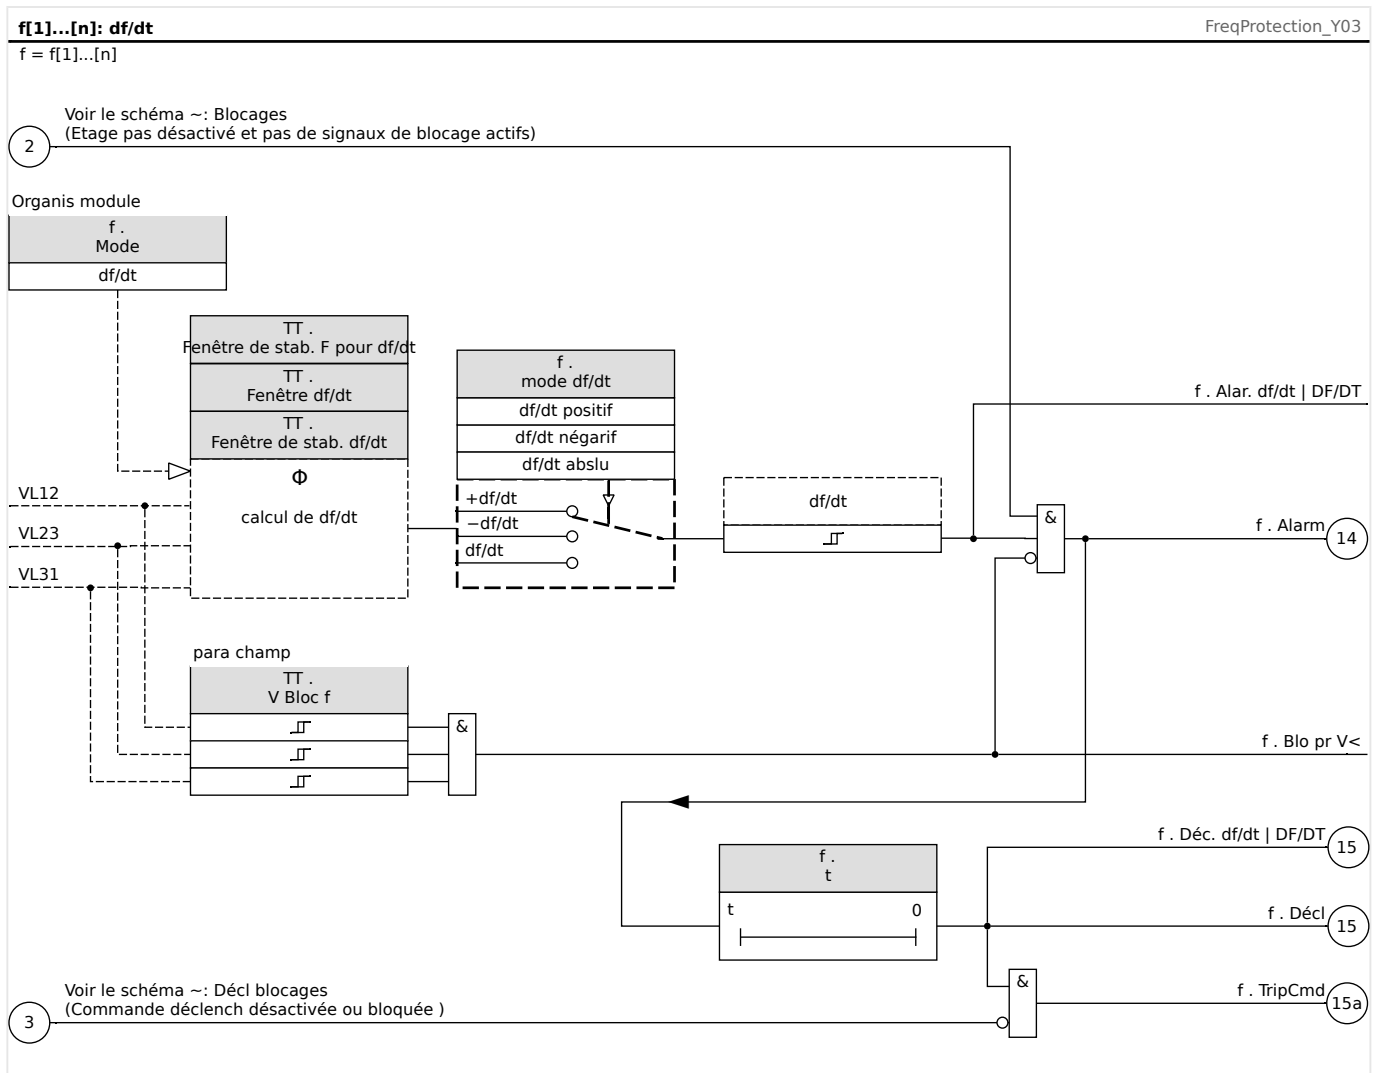 f[1]...[n]: df/dt
FreqProtection_Y03
f = f[1]...[n]
Voir le schéma ~: Blocages
(Etage pas désactivé et pas de signaux de blocage actifs)
2
Organis module
f .
Mode
df/dt
TT .
Fenêtre de stab. F pour df/dt
TT .
Fenêtre df/dt
TT .
Fenêtre de stab. df/dt
Φ
calcul de df/dt
VL12
VL23
VL31
f .
mode df/dt
df/dt positif
df/dt négarif
df/dt abslu
+df/dt
−df/dt
df/dt
df/dt
f . Alar. df/dt | DF/DT
&
f . Alarm
14
para champ
TT .
V Bloc f
&
f . Blo pr V<
f .
t
t
0
f . Déc. df/dt | DF/DT
15
f . Décl
15
&
f . TripCmd
15a
Voir le schéma ~: Décl blocages
(Commande déclench désactivée ou bloquée )
3